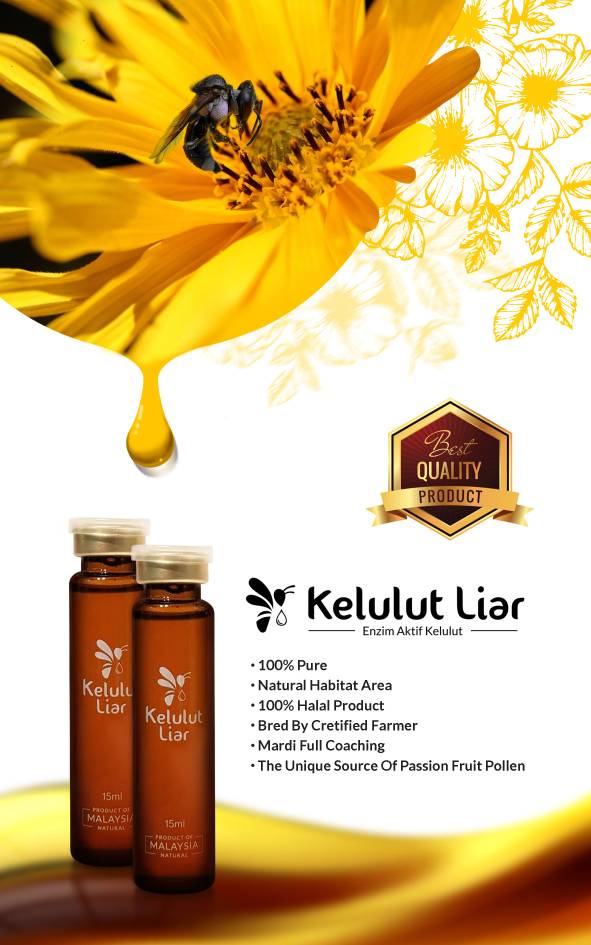 Best
QUALITY
PRODUCT
Kelulut Liar
Enzim Aktif Kelulut
• 100% Pure
• Natural Habitat Area
• 100% Halal Product
• Bred By Cretified Farmer
• Mardi Full Coaching
• The Unique Source Of Passion Fruit Pollen
Kelulut
Liar
15ml
PRODUCT OF
MALAYSIA
NATURAL
Kelulut
Liar
15ml
PRODUCT OF
MALAYSIA
NATURAL